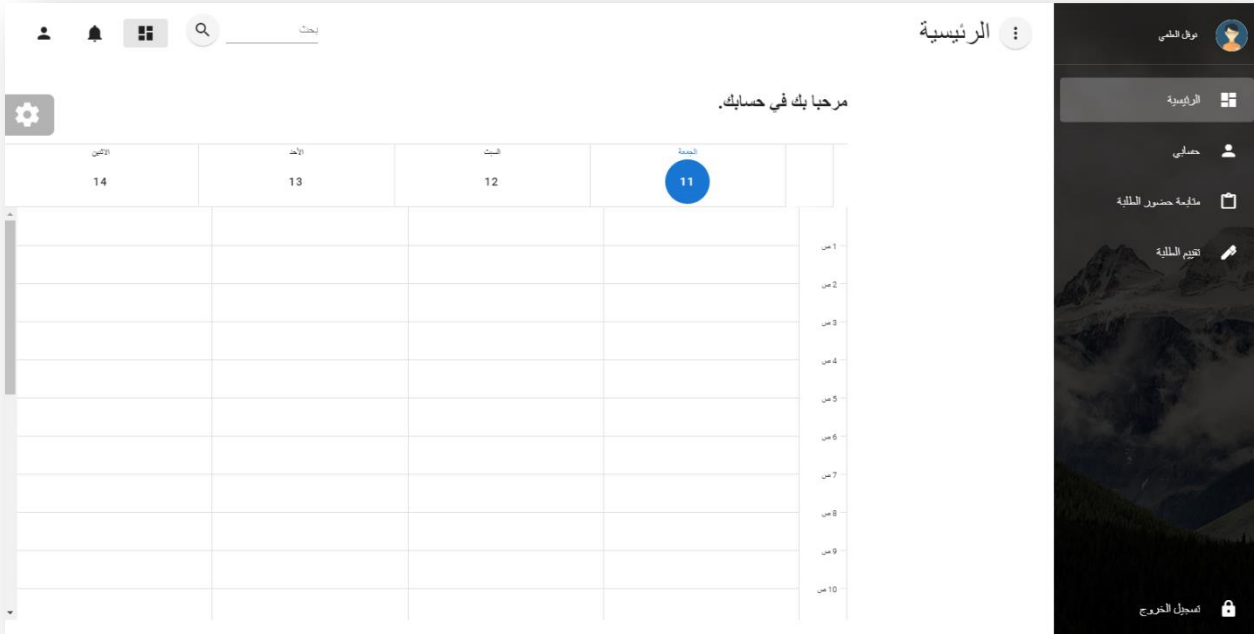 نوفل العلمي
الرئيسية
حسابي
متابعة حضور الطلبة
تقييم الطلبة
تسجيل الخروج
الرئيسية
بحث
مرحبا بك في حسابك.
الجمعة
11
السبت
12
الأحد
13
الاثنين
14
1 ص
2 ص
3 ص
4 ص
5 ص
6 ص
7 ص
8 ص
9 ص
10 ص